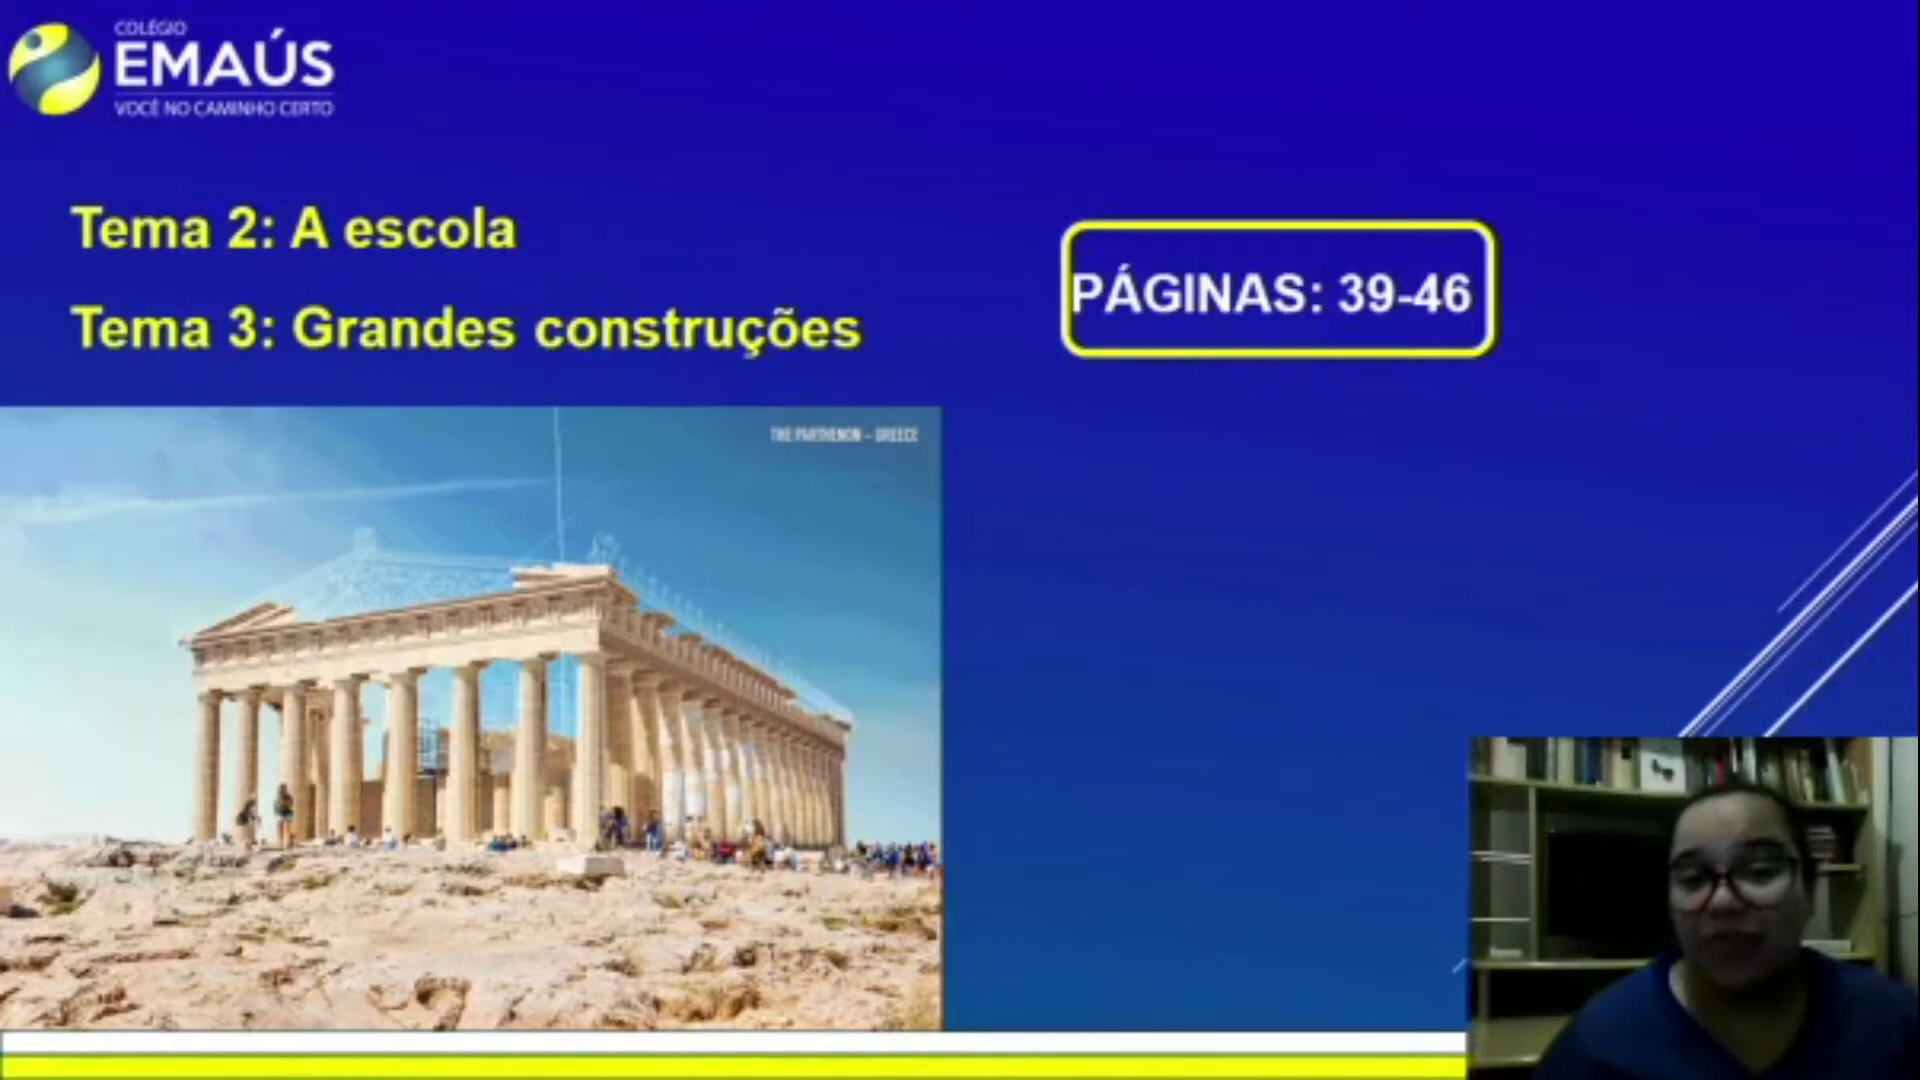 COLÉGIO
EMAÚS
VOCÊ NO CAMINHO CERTO
Tema 2: A escola
Tema 3: Grandes construções
PÁGINAS: 39-46
THE PARTHENON - GREECE